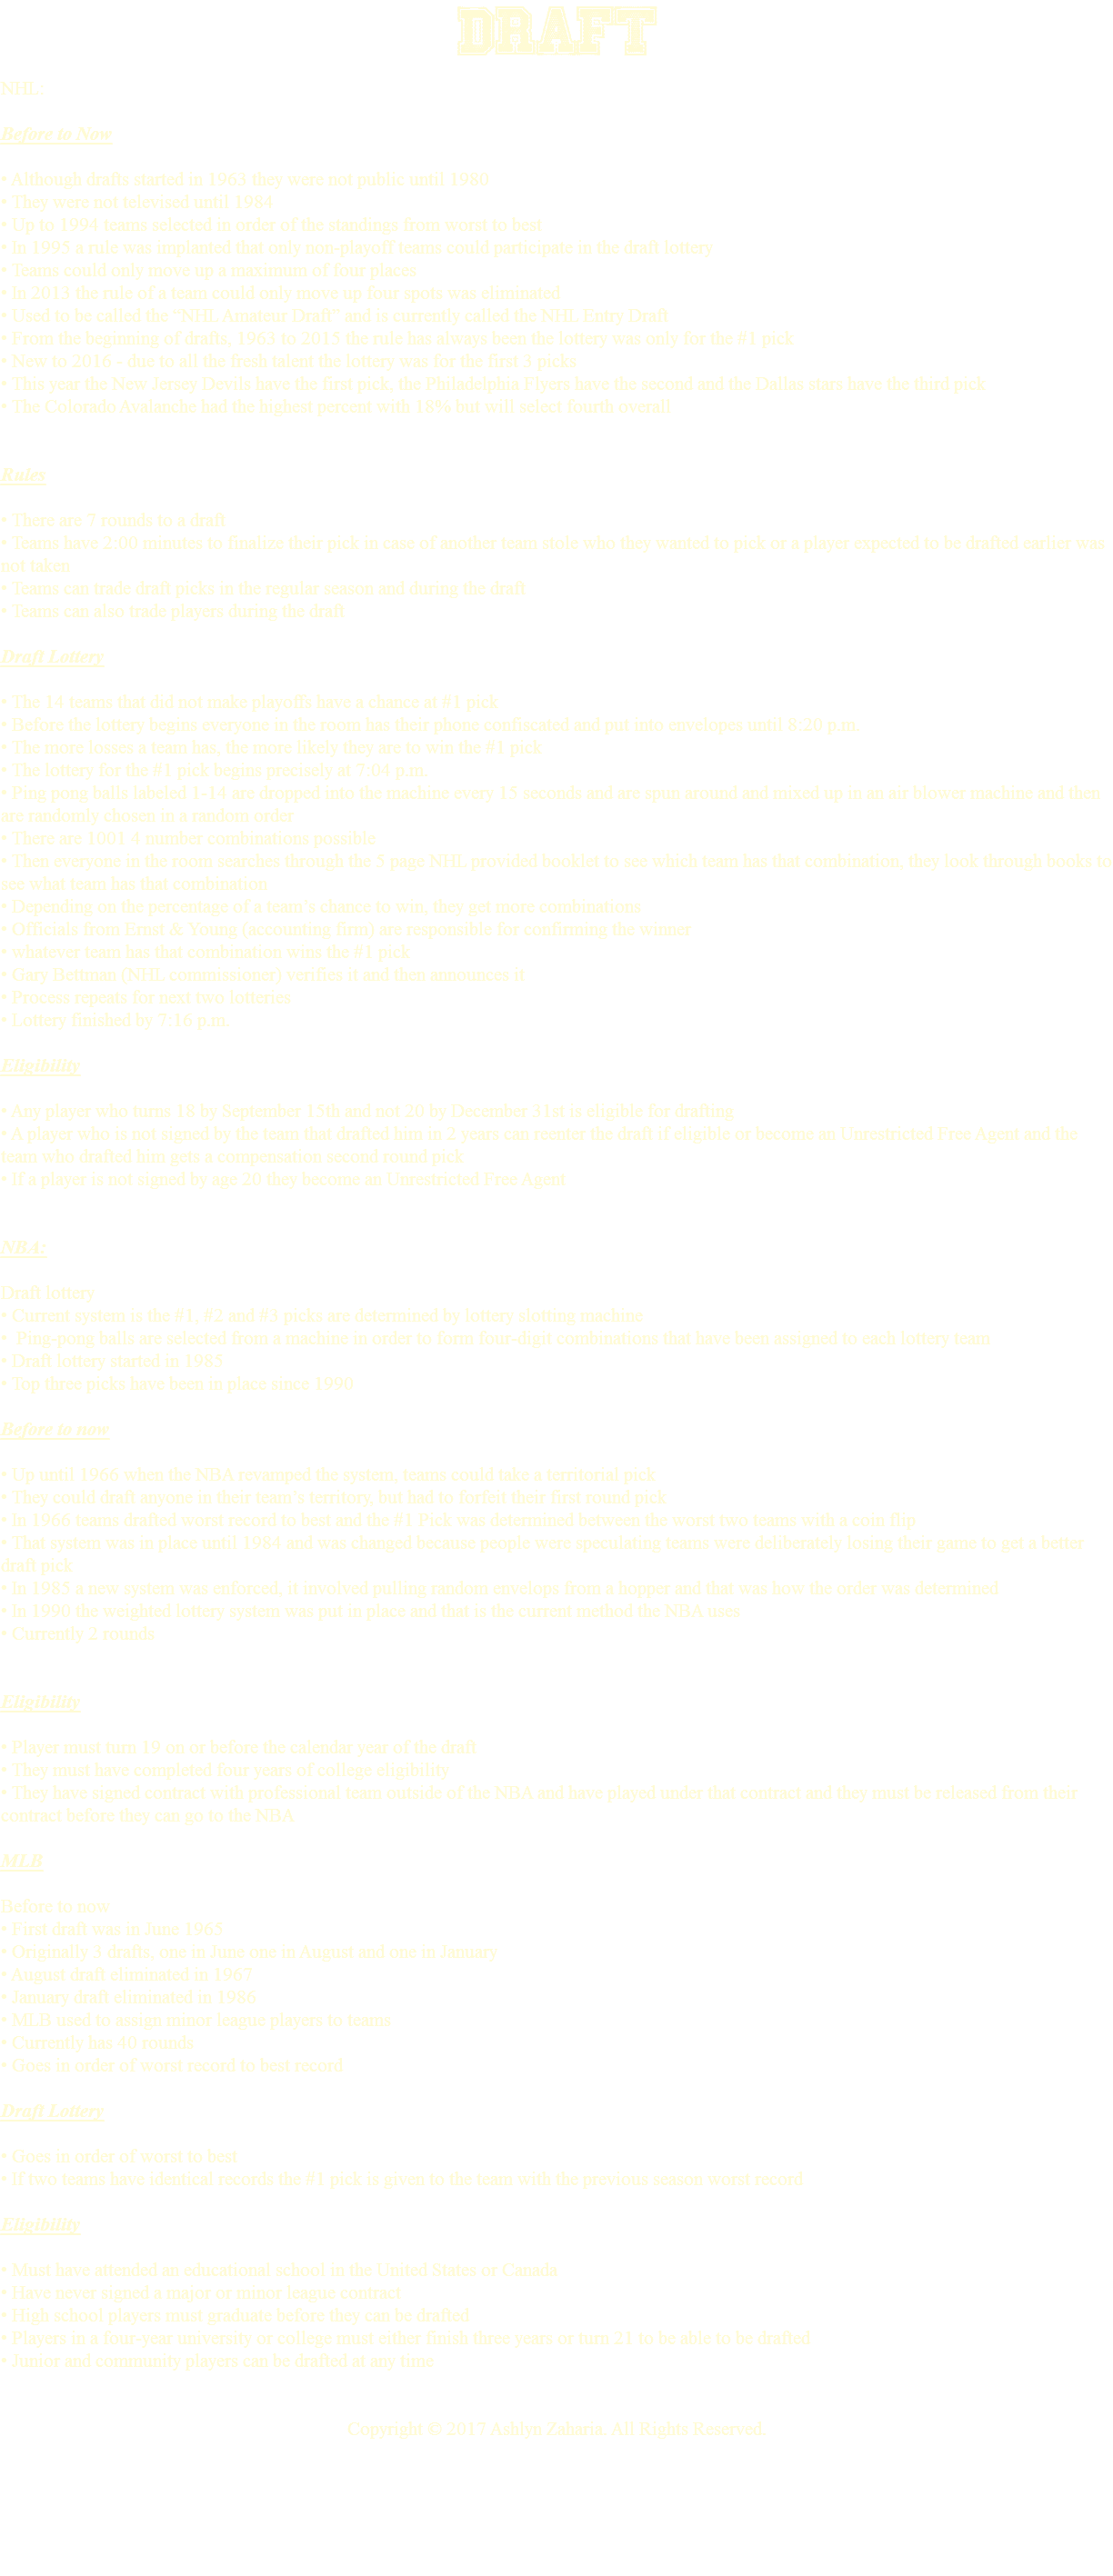 DRAFT
NHL:
Before to Now
• Although drafts started in 1963 they were not public until 1980
• They were not televised until 1984
• Up to 1994 teams selected in order of the standings from worst to best
• In 1995 a rule was implanted that only non-playoff teams could participate in the draft lottery
• Teams could only move up a maximum of four places
• In 2013 the rule of a team could only move up four spots was eliminated
• Used to be called the “NHL Amateur Draft” and is currently called the NHL Entry Draft
• From the beginning of drafts, 1963 to 2015 the rule has always been the lottery was only for the #1 pick
• New to 2016 - due to all the fresh talent the lottery was for the first 3 picks
• This year the New Jersey Devils have the first pick, the Philadelphia Flyers have the second and the Dallas stars have the third pick
• The Colorado Avalanche had the highest percent with 18% but will select fourth overall
Rules
• There are 7 rounds to a draft
• Teams have 2:00 minutes to finalize their pick in case of another team stole who they wanted to pick or a player expected to be drafted earlier was
not taken
• Teams can trade draft picks in the regular season and during the draft
• Teams can also trade players during the draft
Draft Lottery
• The 14 teams that did not make playoffs have a chance at #1 pick
• Before the lottery begins everyone in the room has their phone confiscated and put into envelopes until 8:20 p.m.
• The more losses a team has, the more likely they are to win the #1 pick
• The lottery for the #1 pick begins precisely at 7:04 p.m.
• Ping pong balls labeled 1-14 are dropped into the machine every 15 seconds and are spun around and mixed up in an air blower machine and then
are randomly chosen in a random order
• There are 1001 4 number combinations possible
• Then everyone in the room searches through the 5 page NHL provided booklet to see which team has that combination, they look through books to
see what team has that combination
• Depending on the percentage of a team’s chance to win, they get more combinations
• Officials from Ernst & Young (accounting firm) are responsible for confirming the winner
• whatever team has that combination wins the #1 pick
• Gary Bettman (NHL commissioner) verifies it and then announces it
• Process repeats for next two lotteries
• Lottery finished by 7:16 p.m.
Eligibility
• Any player who turns 18 by September 15th and not 20 by December 31st is eligible for drafting
• A player who is not signed by the team that drafted him in 2 years can reenter the draft if eligible or become an Unrestricted Free Agent and the
team who drafted him gets a compensation second round pick
• If a player is not signed by age 20 they become an Unrestricted Free Agent
NBA:
Draft lottery
• Current system is the #1, #2 and #3 picks are determined by lottery slotting machine
• Ping-pong balls are selected from a machine in order to form four-digit combinations that have been assigned to each lottery team
• Draft lottery started in 1985
• Top three picks have been in place since 1990
Before to now
• Up until 1966 when the NBA revamped the system, teams could take a territorial pick
• They could draft anyone in their team’s territory, but had to forfeit their first round pick
• In 1966 teams drafted worst record to best and the #1 Pick was determined between the worst two teams with a coin flip
• That system was in place until 1984 and was changed because people were speculating teams were deliberately losing their game to get a better
draft pick
• In 1985 a new system was enforced, it involved pulling random envelops from a hopper and that was how the order was determined
• In 1990 the weighted lottery system was put in place and that is the current method the NBA uses
• Currently 2 rounds
Eligibility
• Player must turn 19 on or before the calendar year of the draft
• They must have completed four years of college eligibility
• They have signed contract with professional team outside of the NBA and have played under that contract and they must be released from their
contract before they can go to the NBA
MLB
Before to now
• First draft was in June 1965
• Originally 3 drafts, one in June one in August and one in January
• August draft eliminated in 1967
• January draft eliminated in 1986
• MLB used to assign minor league players to teams
• Currently has 40 rounds
• Goes in order of worst record to best record
Draft Lottery
• Goes in order of worst to best
• If two teams have identical records the #1 pick is given to the team with the previous season worst record
Eligibility
• Must have attended an educational school in the United States or Canada
• Have never signed a major or minor league contract
• High school players must graduate before they can be drafted
• Players in a four-year university or college must either finish three years or turn 21 to be able to be drafted
• Junior and community players can be drafted at any time
Copyright © 2017 Ashlyn Zaharia. All Rights Reserved.